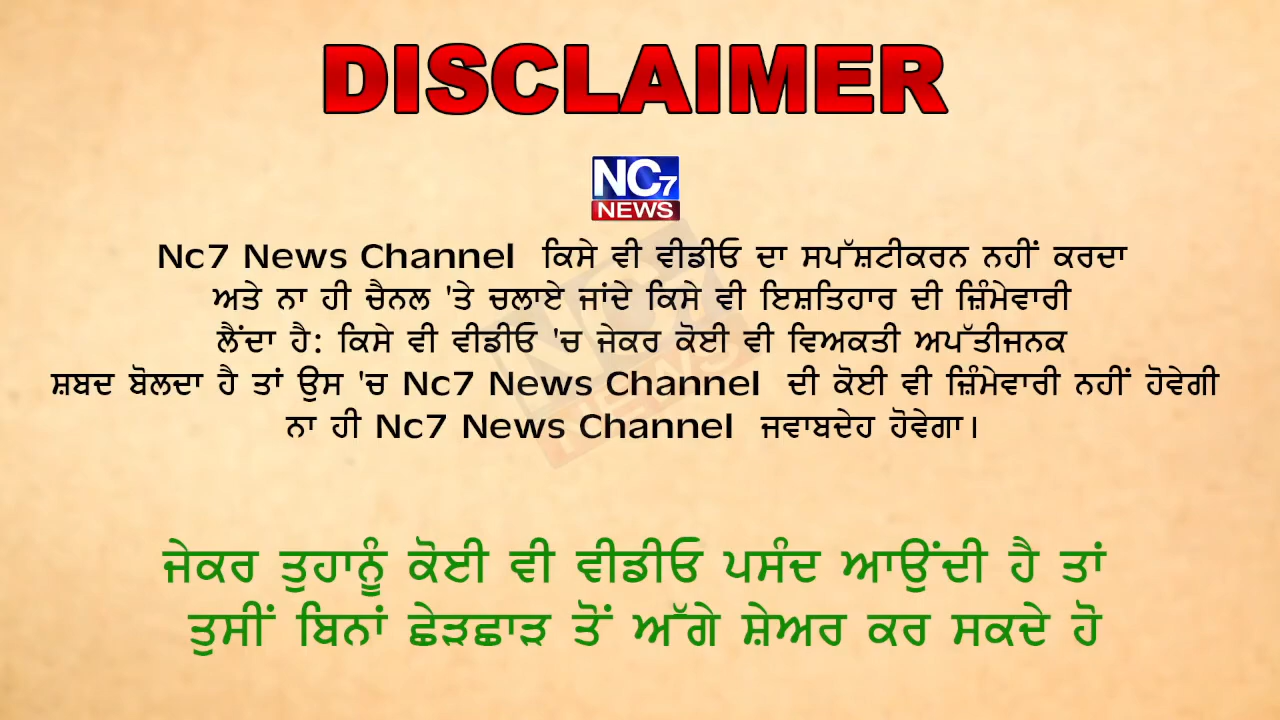 DISCLAIMER
NC7
NEWS
Nc7 News Channel ਕਿਸੇ ਵੀ ਵੀਡੀਓ ਦਾ ਸਪੱਸ਼ਟੀਕਰਨ ਨਹੀਂ ਕਰਦਾ
ਅਤੇ ਨਾ ਹੀ ਚੈਨਲ 'ਤੇ ਚਲਾਏ ਜਾਂਦੇ ਕਿਸੇ ਵੀ ਇਸ਼ਤਿਹਾਰ ਦੀ ਜ਼ਿੰਮੇਵਾਰੀ
ਲੈਂਦਾ ਹੈ: ਕਿਸੇ ਵੀ ਵੀਡੀਓ 'ਚ ਜੇਕਰ ਕੋਈ ਵੀ ਵਿਅਕਤੀ ਅਪੱਤੀਜਨਕ
ਸ਼ਬਦ ਬੋਲਦਾ ਹੈ ਤਾਂ ਉਸ 'ਚ Nc7 News Channel ਦੀ ਕੋਈ ਵੀ ਜ਼ਿੰਮੇਵਾਰੀ ਨਹੀਂ ਹੋਵੇਗੀ
ਨਾ ਹੀ Nc7 News Channel ਜਵਾਬਦੇਹ ਹੋਵੇਗਾ।
ਜੇਕਰ ਤੁਹਾਨੂੰ ਕੋਈ ਵੀ ਵੀਡੀਓ ਪਸੰਦ ਆਉਂਦੀ ਹੈ ਤਾਂ
ਤੁਸੀਂ ਬਿਨਾਂ ਛੇੜਛਾੜ ਤੋਂ ਅੱਗੇ ਸ਼ੇਅਰ ਕਰ ਸਕਦੇ ਹੋ